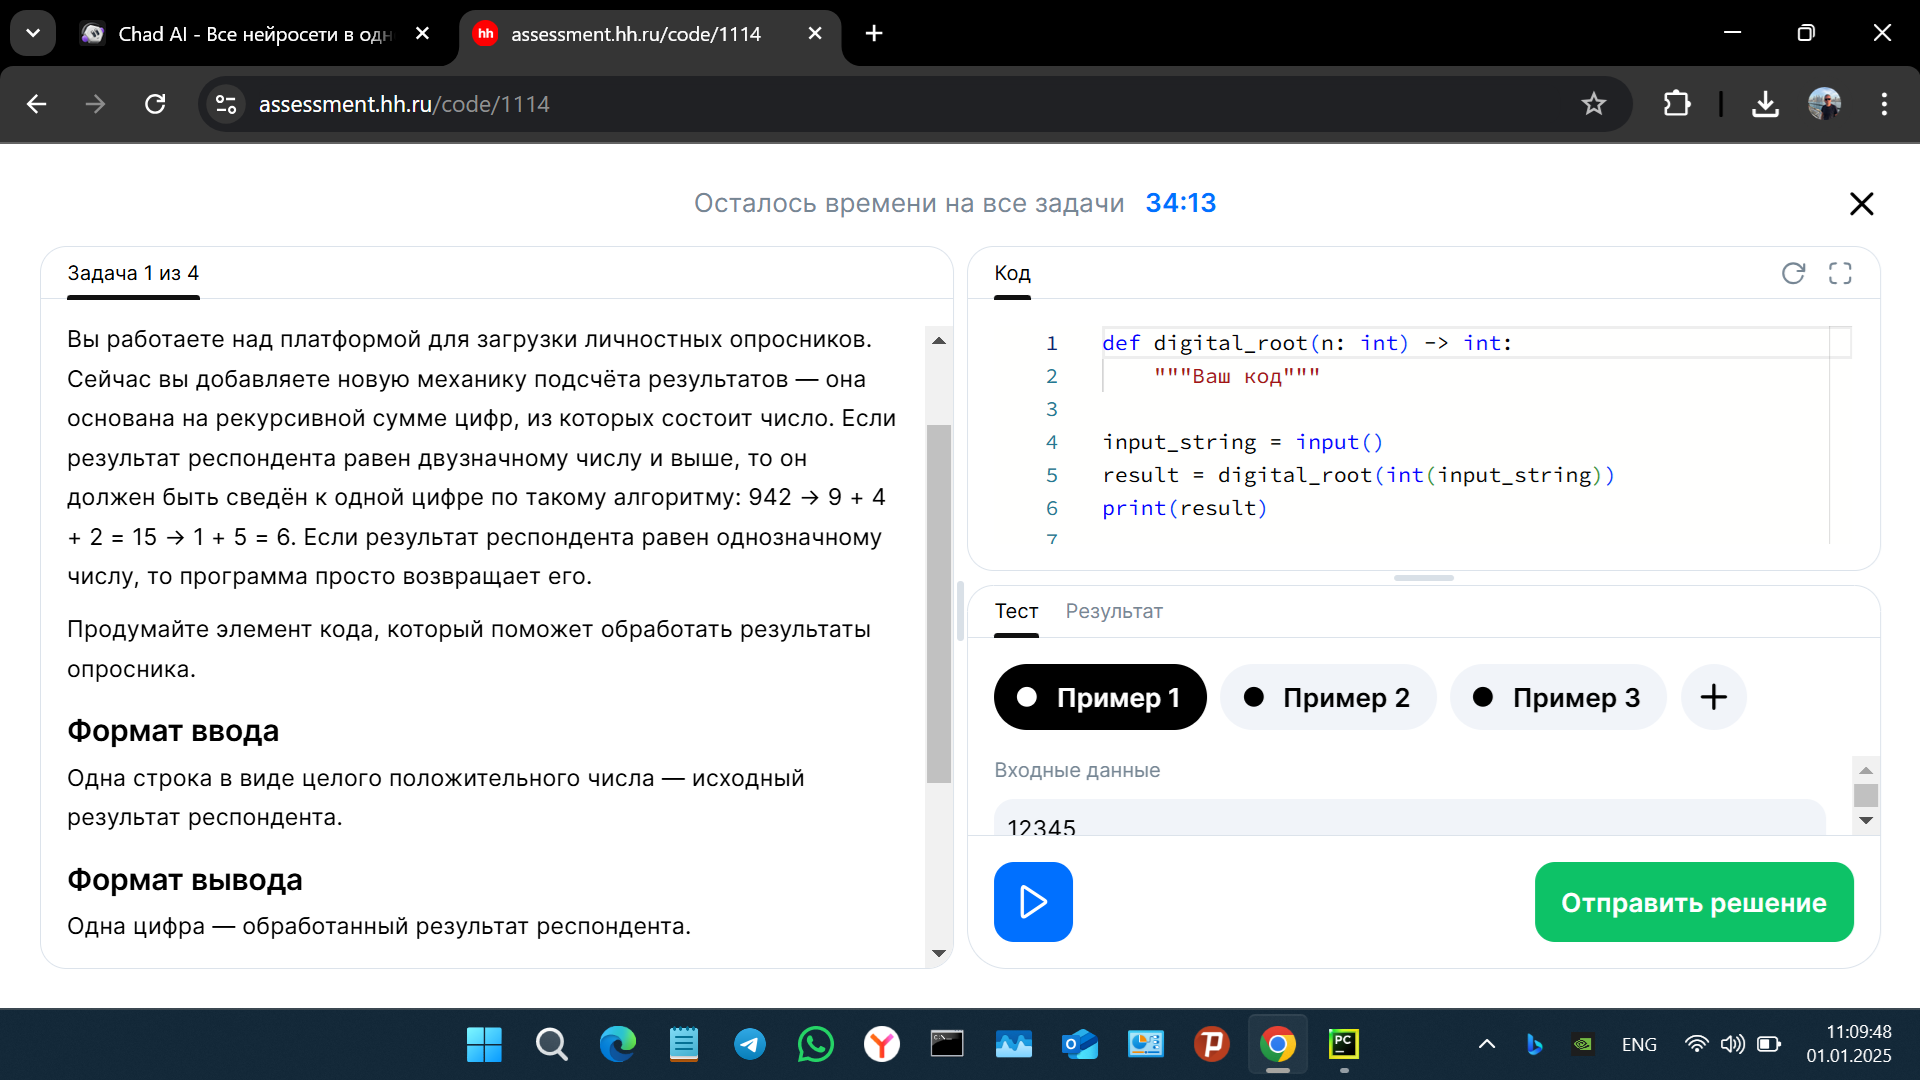 Chad AI - Все нейросети в одн
hh
assessment.hh.ru/code/1114
assessment.hh.ru/code/1114
Осталось времени на все задачи 34:13
Задача 1 из 4
Вы работаете над платформой для загрузки личностных опросников.
Сейчас вы добавляете новую механику подсчёта результатов — она
основана на рекурсивной сумме цифр, из которых состоит число. Если
результат респондента равен двузначному числу и выше, то он
должен быть сведён к одной цифре по такому алгоритму: 942 → 9 + 4
+ 2 = 15 → 1 + 5 = 6. Если результат респондента равен однозначному
числу, то программа просто возвращает его.
Продумайте элемент кода, который поможет обработать результаты
опросника.
Формат ввода
Одна строка в виде целого положительного числа — исходный
результат респондента.
Формат вывода
Одна цифра — обработанный результат респондента.
Код
1 def digital_root(n: int) -> int:
2 """Ваш код"""
3
4 input_string = input()
5 result = digital_root(int(input_string))
6 print(result)
7
Тест Результат
Пример 1 Пример 2 Пример 3 +
Входные данные
12345
Отправить решение
PC
ENG
11:09:48
01.01.2025